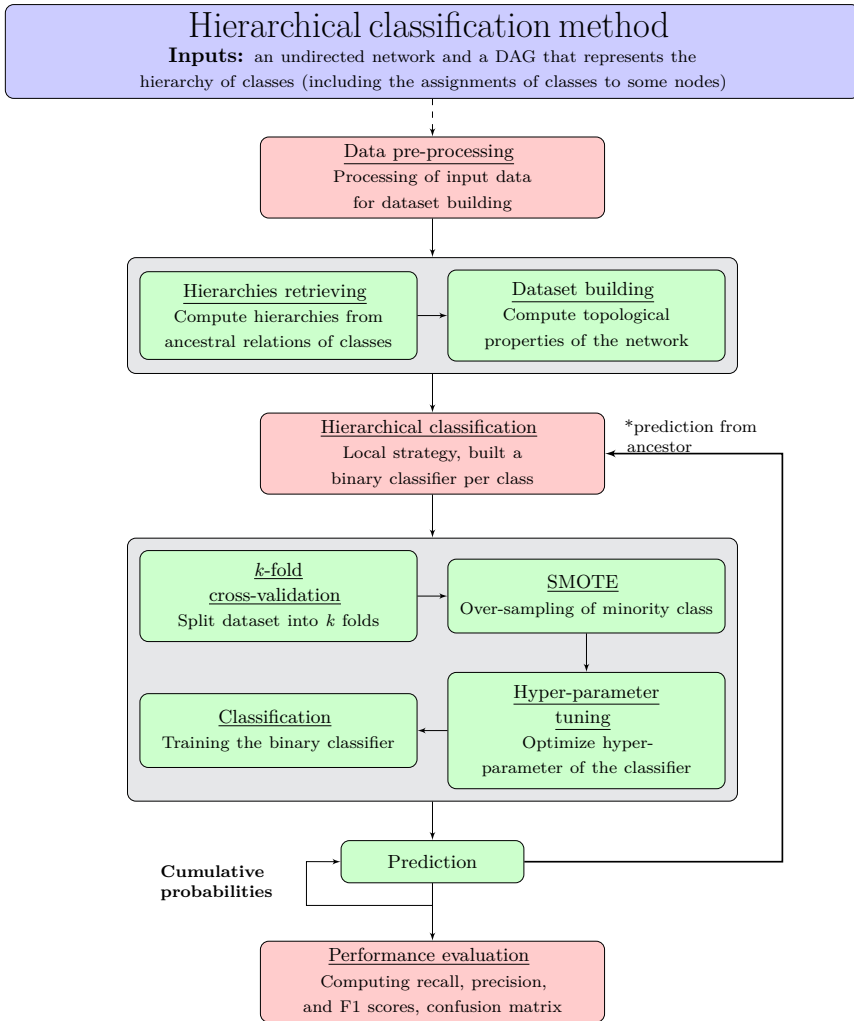 Hierarchical classification method
Inputs: an undirected network and a DAG that represents the
hierarchy of classes (including the assignments of classes to some nodes)
Data pre-processing
Processing of input data
for dataset building
Hierarchies retrieving
Compute hierarchies from
ancestral relations of classes
Dataset building
Compute topological
properties of the network
Hierarchical classification
Local strategy, built a
binary classifier per class
*prediction from
ancestor
k-fold
cross-validation
Split dataset into k folds
SMOTE
Over-sampling of minority class
Hyper-parameter
tuning
Optimize hyper-
parameter of the classifier
Classification
Training the binary classifier
Prediction
Cumulative
probabilities
Performance evaluation
Computing recall, precision,
and F1 scores, confusion matrix